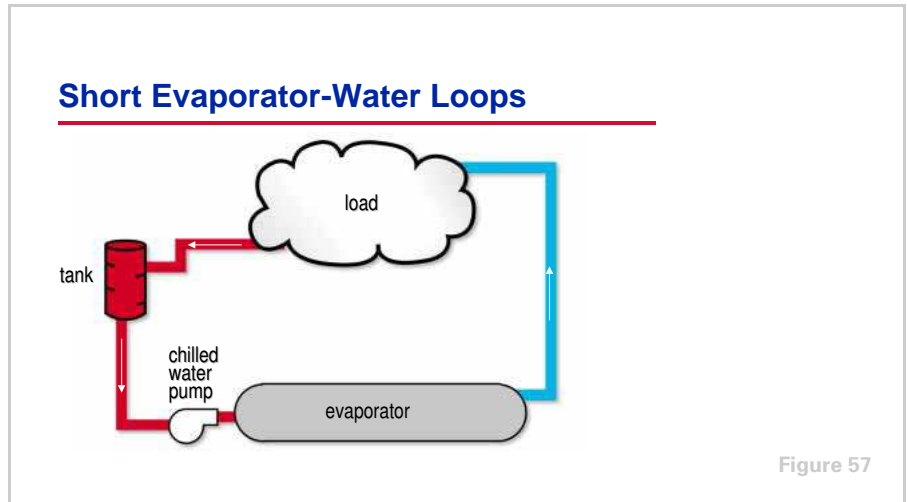 Short Evaporator-Water Loops
load
tank
chilled
water
pump
evaporator
Figure 57